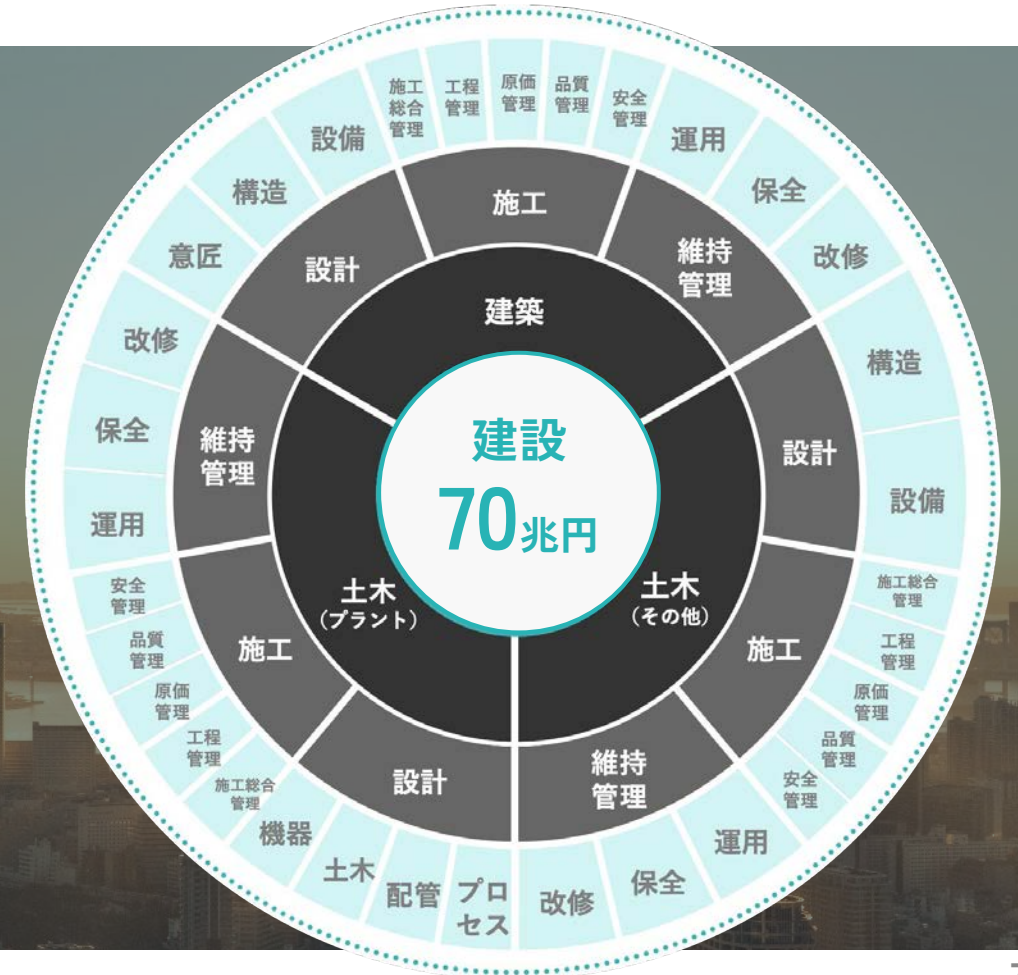 建設
70兆円
建築
設計
意匠
構造
設備
施工
施工
総合
管理
工程
管理
原価
管理
品質
管理
安全
管理
維持
管理
運用
保全
改修
土木
(その他)
設計
構造
設備
施工
施工総合
管理
工程
管理
原価
管理
品質
管理
安全
管理
維持
管理
運用
保全
改修
土木
(プラント)
設計
プロ
セス
配管
土木
機器
施工
施工総合
管理
工程
管理
原価
管理
品質
管理
安全
管理
維持
管理
運用
保全
改修